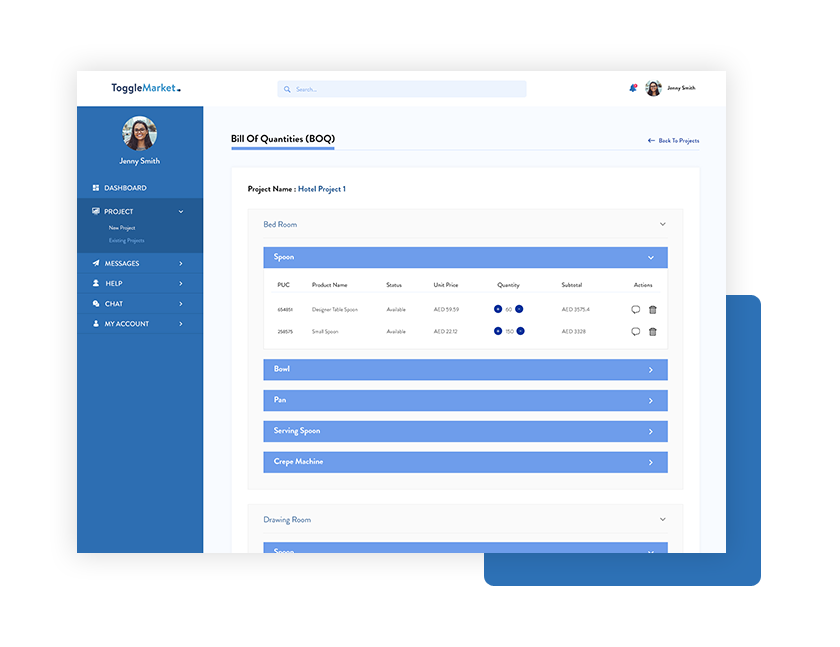 ToggleMarket
Search...
Jenny Smith
Jenny Smith
DASHBOARD
PROJECT
New Project
Existing Projects
MESSAGES
HELP
CHAT
MY ACCOUNT
Bill Of Quantities (BOQ)
Back To Projects
Project Name : Hotel Project 1
Bed Room
Spoon
PUC Product Name Status Unit Price Quantity Subtotal Actions
654851 Designer Table Spoon Available AED 59.59 60 AED 3575.4
258575 Small Spoon Available AED 22.12 150 AED 3328
Bowl
Pan
Serving Spoon
Crepe Machine
Drawing Room
Spoon